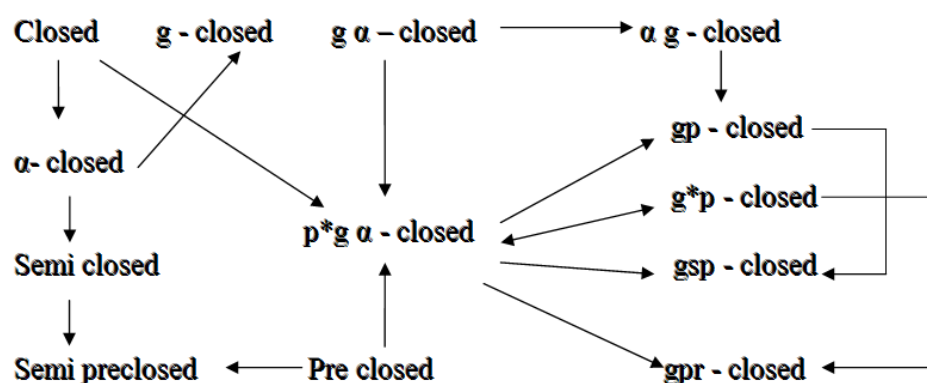 Closed
g - closed
g α – closed
α g - closed
gp - closed
α- closed
g*p - closed
p*g α - closed
Semi closed
gsp - closed
Semi preclosed
Pre closed
gpr - closed